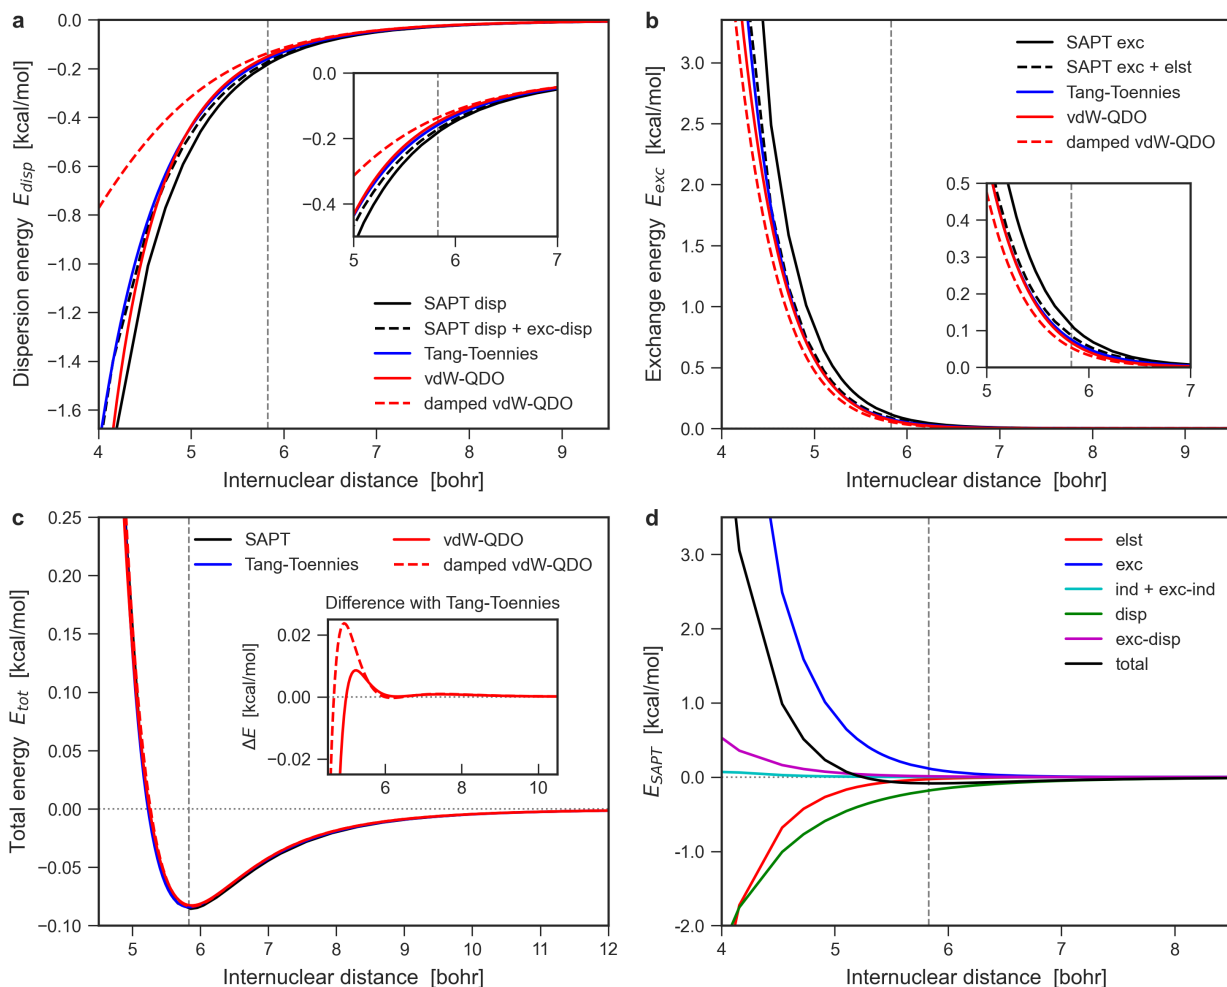 a
0.0
−0.2
−0.4
−0.6
−0.8
−1.0
−1.2
−1.4
−1.6
Dispersion energy E_disp [kcal/mol]
4 5 6 7 8 9
Internuclear distance [bohr]
0.0
−0.2
−0.4
5 6 7
SAPT disp
SAPT disp + exc-disp
Tang-Toennies
vdW-QDO
damped vdW-QDO
b
3.0
2.5
2.0
1.5
1.0
0.5
0.0
Exchange energy E_exc [kcal/mol]
4 5 6 7 8 9
Internuclear distance [bohr]
SAPT exc
SAPT exc + elst
Tang-Toennies
vdW-QDO
damped vdW-QDO
0.5
0.4
0.3
0.2
0.1
0.0
5 6 7
c
0.25
0.20
0.15
0.10
0.05
0.00
−0.05
−0.10
Total energy E_tot [kcal/mol]
5 6 7 8 9 10 11 12
Internuclear distance [bohr]
SAPT
Tang-Toennies
vdW-QDO
damped vdW-QDO
Difference with Tang-Toennies
0.02
0.00
−0.02
ΔE [kcal/mol]
6 8 10
d
3.0
2.0
1.0
0.0
-1.0
-2.0
E_SAPT [kcal/mol]
4 5 6 7 8
Internuclear distance [bohr]
elst
exc
ind + exc-ind
disp
exc-disp
total